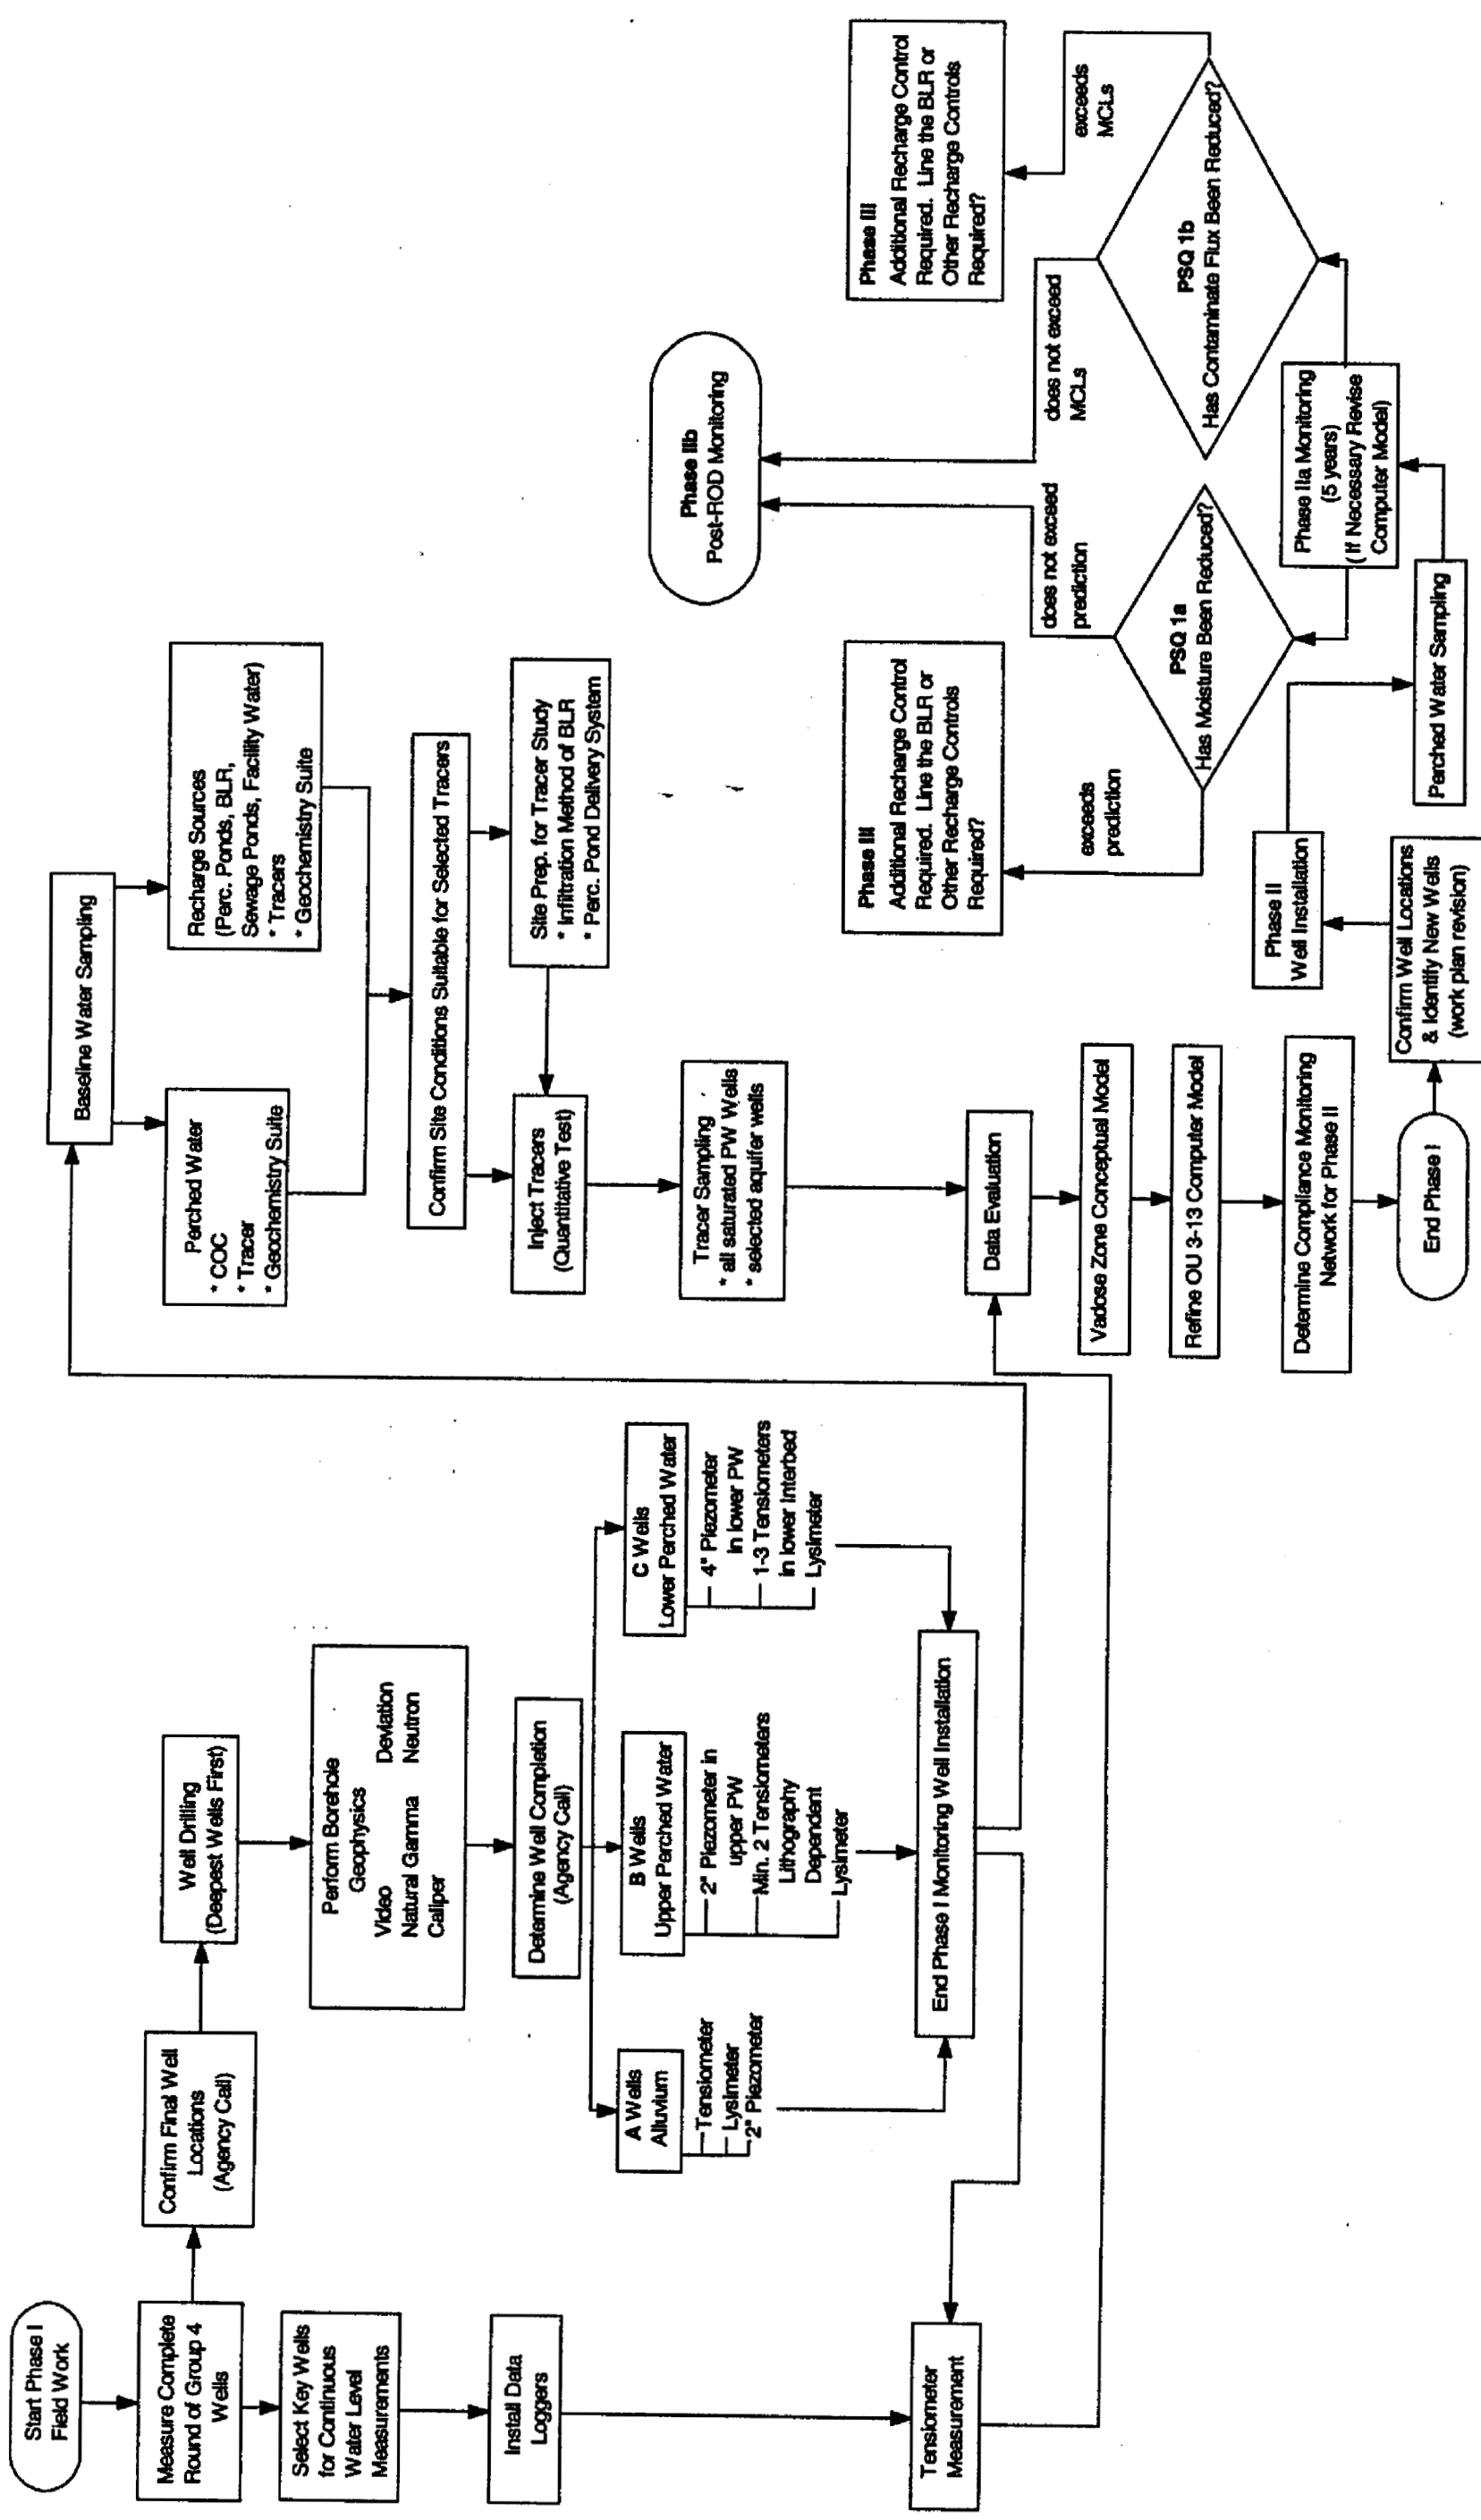 Start Phase I
Field Work
Measure Complete
Round of Group 4
Wells
Select Key Wells
for Continuous
Water Level
Measurements
Install Data
Loggers
Tensiometer
Measurement
Confirm Final Well
Locations
(Agency Call)
Well Drilling
(Deepest Wells First)
Perform Borehole
Geophysics
Video Deviation
Natural Gamma Neutron
Caliper
Determine Well Completion
(Agency Call)
A Wells
Alluvium
Tensiometer
Lysimeter
2" Piezometer
B Wells
Upper Perched Water
2" Piezometer in
upper PW
Min. 2 Tensiometers
Lithography
Dependent
Lysimeter
C Wells
Lower Perched Water
4" Piezometer
in lower PW
1-3 Tensiometers
in lower Interbed
Lysimeter
End Phase I Monitoring Well Installation
Baseline Water Sampling
Perched Water
* COC
* Tracer
* Geochemistry Suite
Recharge Sources
(Perc. Ponds, BLR,
Sewage Ponds, Facility Water)
* Tracers
* Geochemistry Suite
Confirm Site Conditions Suitable for Selected Tracers
Inject Tracers
(Quantitative Test)
Site Prep. for Tracer Study
* Infiltration Method of BLR
* Perc. Pond Delivery System
Tracer Sampling
* all saturated PW Wells
* selected aquifer wells
Data Evaluation
Vadose Zone Conceptual Model
Refine OU 3-13 Computer Model
Determine Compliance Monitoring
Network for Phase II
End Phase I
Confirm Well Locations
& Identify New Wells
(work plan revision)
Phase II
Well Installation
Perched Water Sampling
Phase IIa Monitoring
(5 years)
( If Necessary Revise
Computer Model)
PSQ 1a
Has Moisture Been Reduced?
exceeds
prediction
does not exceed
prediction
Phase III
Additional Recharge Control
Required. Line the BLR or
Other Recharge Controls
Required?
Phase IIb
Post-ROD Monitoring
PSQ 1b
Has Contaminate Flux Been Reduced?
does not exceed
MCLs
exceeds
MCLs
Phase III
Additional Recharge Control
Required. Line the BLR or
Other Recharge Controls
Required?